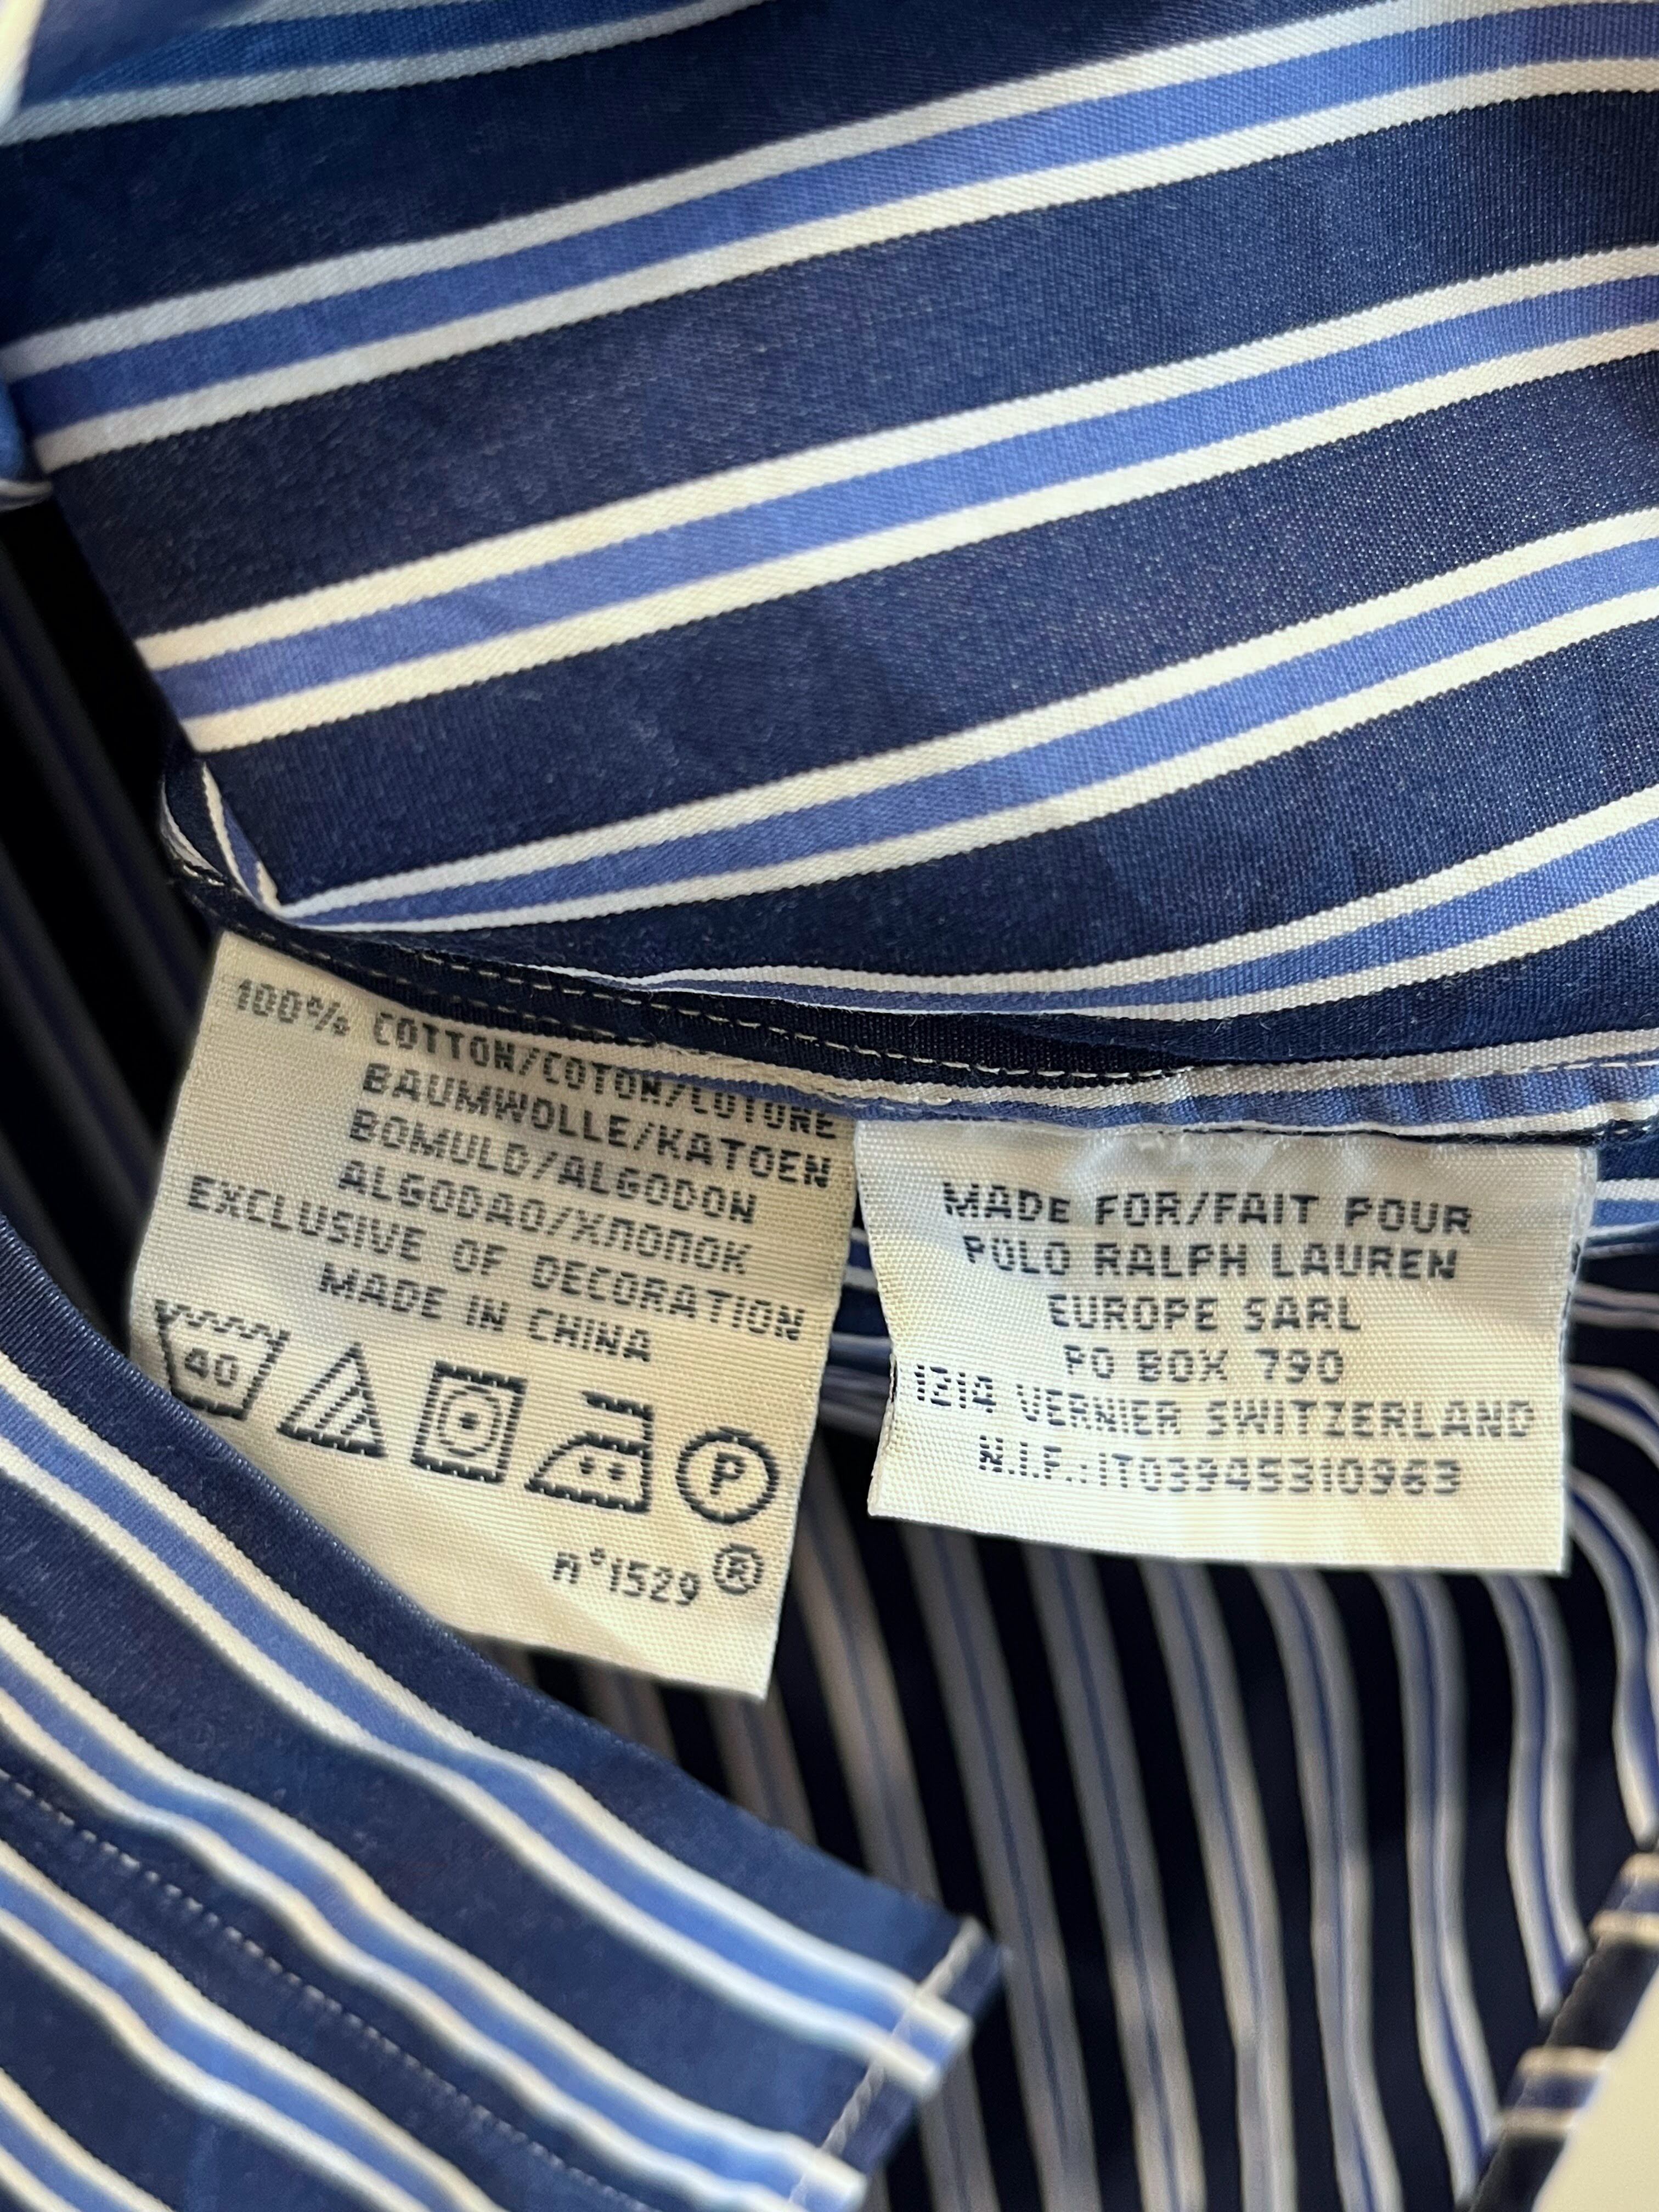 100% COTTON/COTON/COTONE
BAUMWOLLE/KATOEN
BOMULD/ALGODON
ALGODAO/ХЛОПОК
EXCLUSIVE OF DECORATION
MADE IN CHINA
40
P
n°1529 ®
MADE FOR/FAIT POUR
POLO RALPH LAUREN
EUROPE SARL
PO BOX 790
1214 VERNIER SWITZERLAND
N.I.F.:IT03945310963